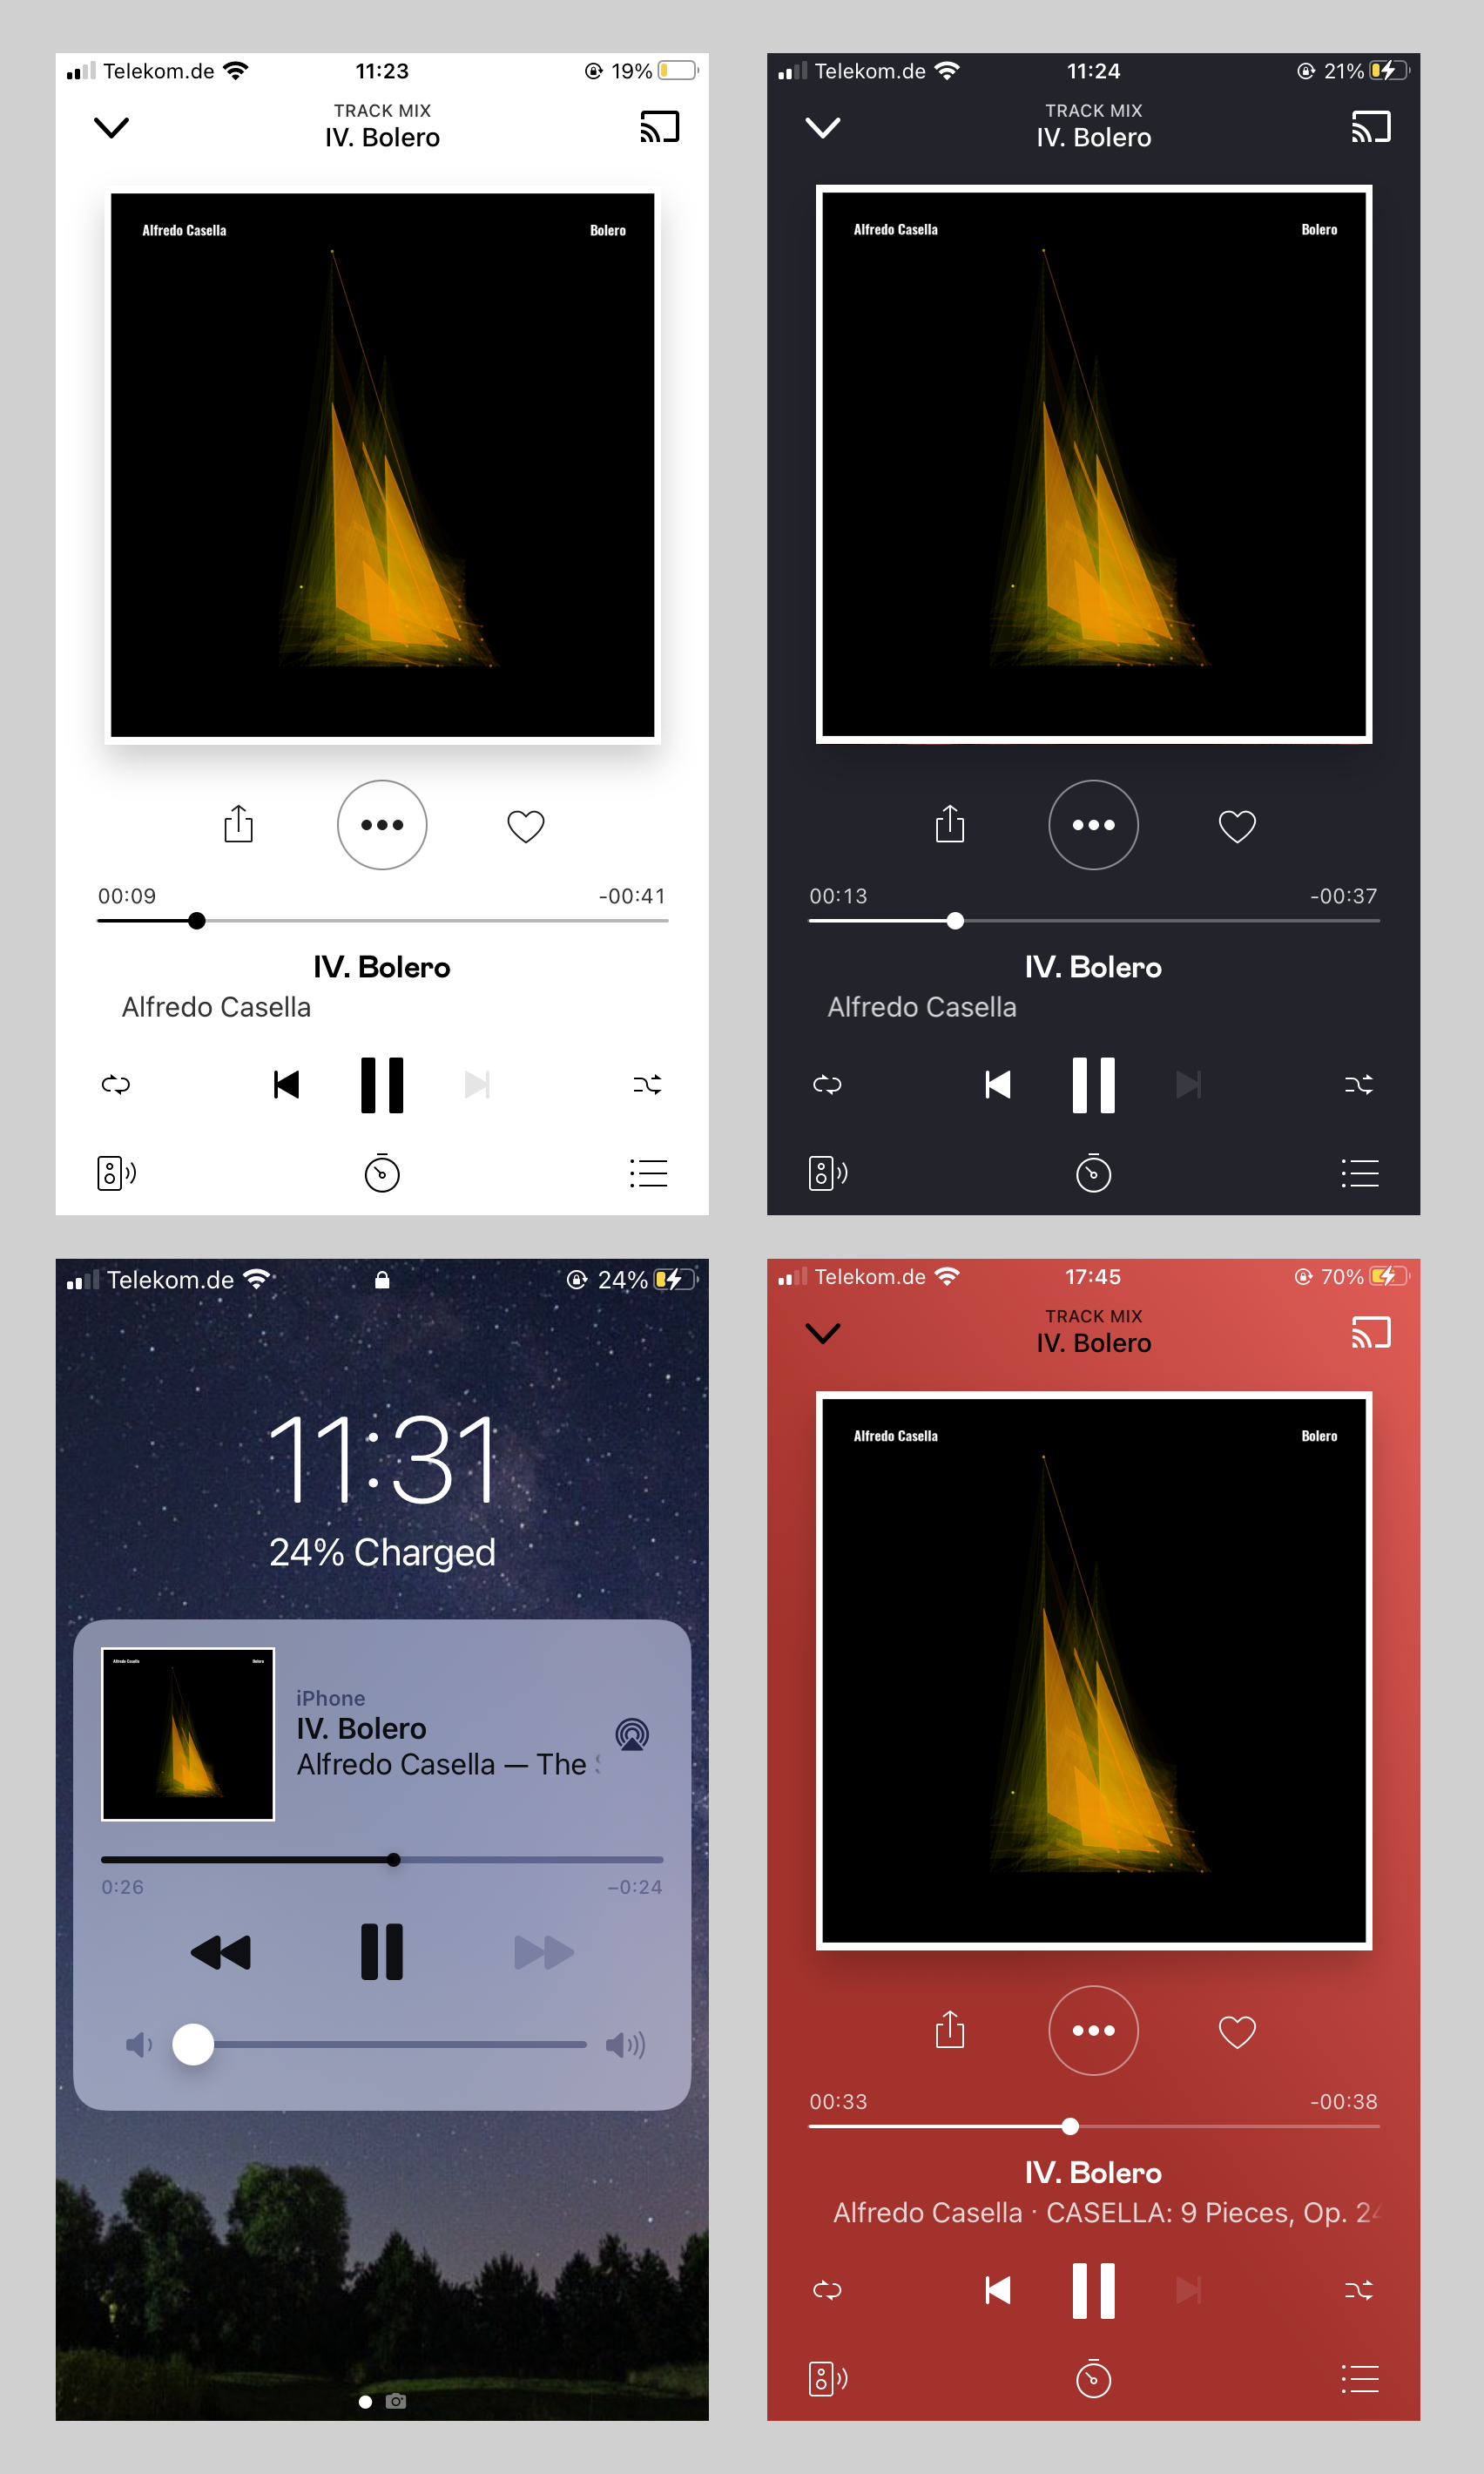 Telekom.de 11:23 19%
TRACK MIX
IV. Bolero
Alfredo Casella Bolero
00:09 -00:41
IV. Bolero
Alfredo Casella
Telekom.de 11:24 21%
TRACK MIX
IV. Bolero
Alfredo Casella Bolero
00:13 -00:37
IV. Bolero
Alfredo Casella
Telekom.de 24%
11:31
24% Charged
Alfredo Casella Bolero
iPhone
IV. Bolero
Alfredo Casella — The
0:26 −0:24
Telekom.de 17:45 70%
TRACK MIX
IV. Bolero
Alfredo Casella Bolero
00:33 -00:38
IV. Bolero
Alfredo Casella · CASELLA: 9 Pieces, Op. 24